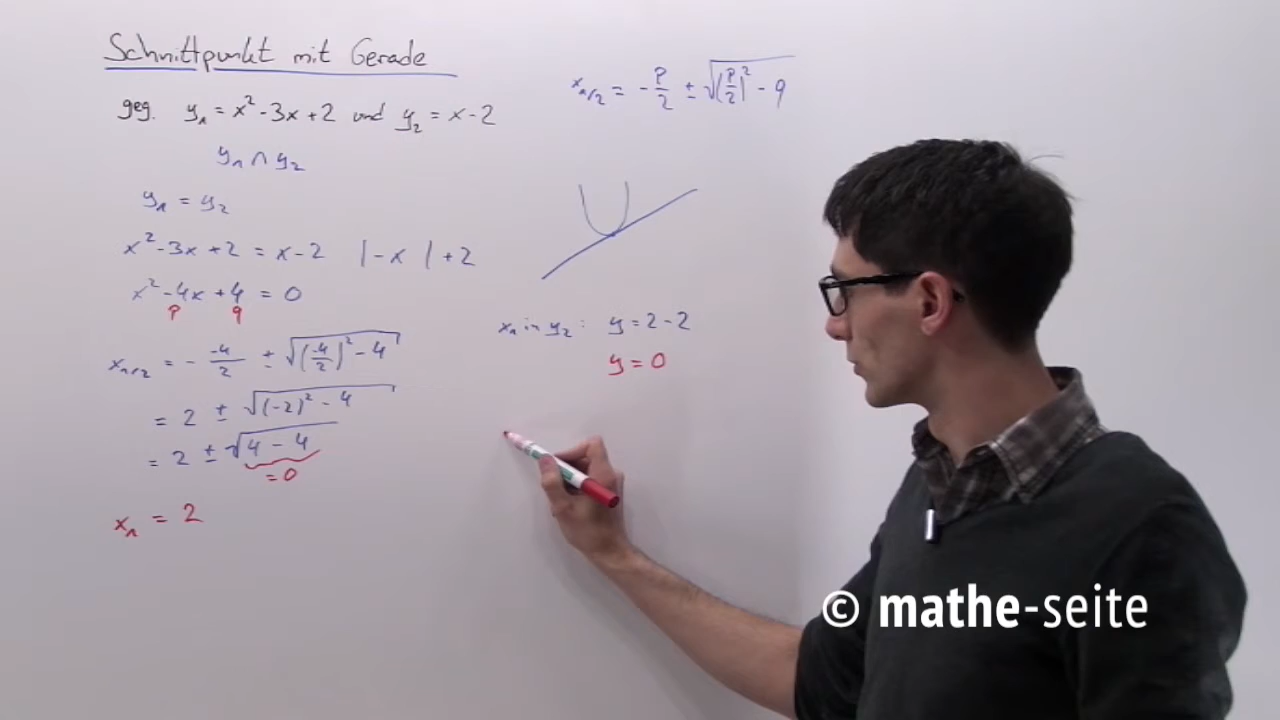 Schnittpunkt mit Gerade
geg. y₁ = x² - 3x + 2 und y₂ = x - 2
y₁ ∩ y₂
y₁ = y₂
x² - 3x + 2 = x - 2 | - x | + 2
x² - 4x + 4 = 0
p q
x₁/₂ = - -4/2 ± √((-4/2)² - 4)
= 2 ± √((-2)² - 4)
= 2 ± √(4 - 4)
= 0
x₁ = 2
x₁/₂ = - p/2 ± √((p/2)² - q)
x₁ in y₂: y = 2 - 2
y = 0
© mathe-seite